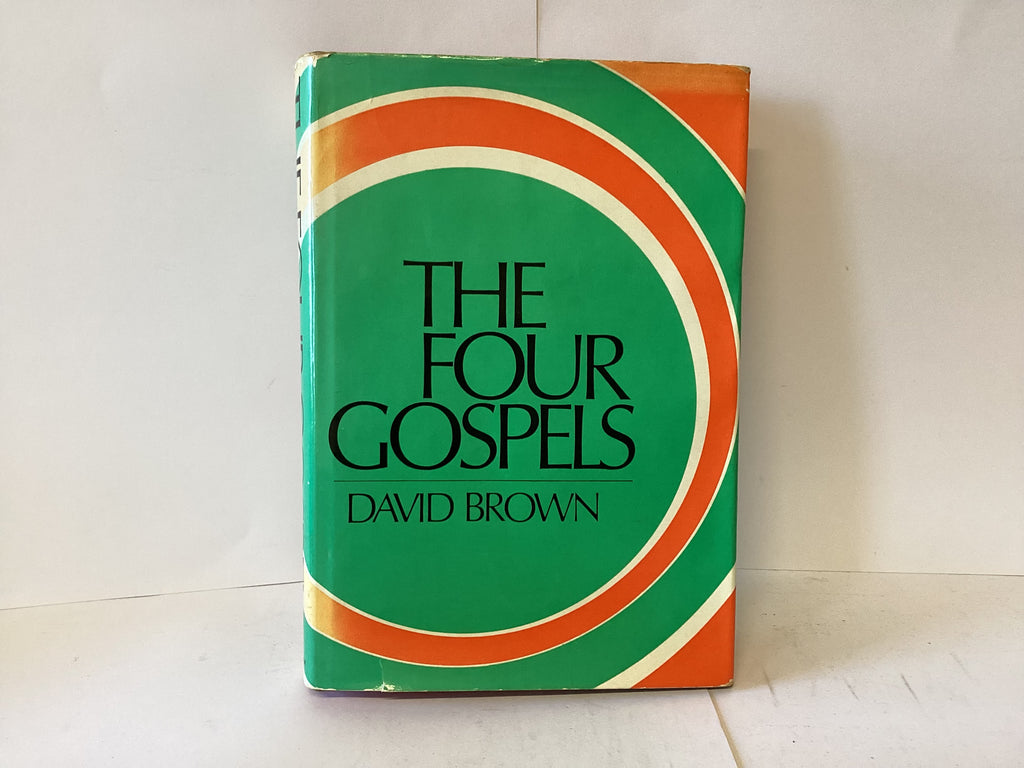 THE
FOUR
GOSPELS
DAVID BROWN